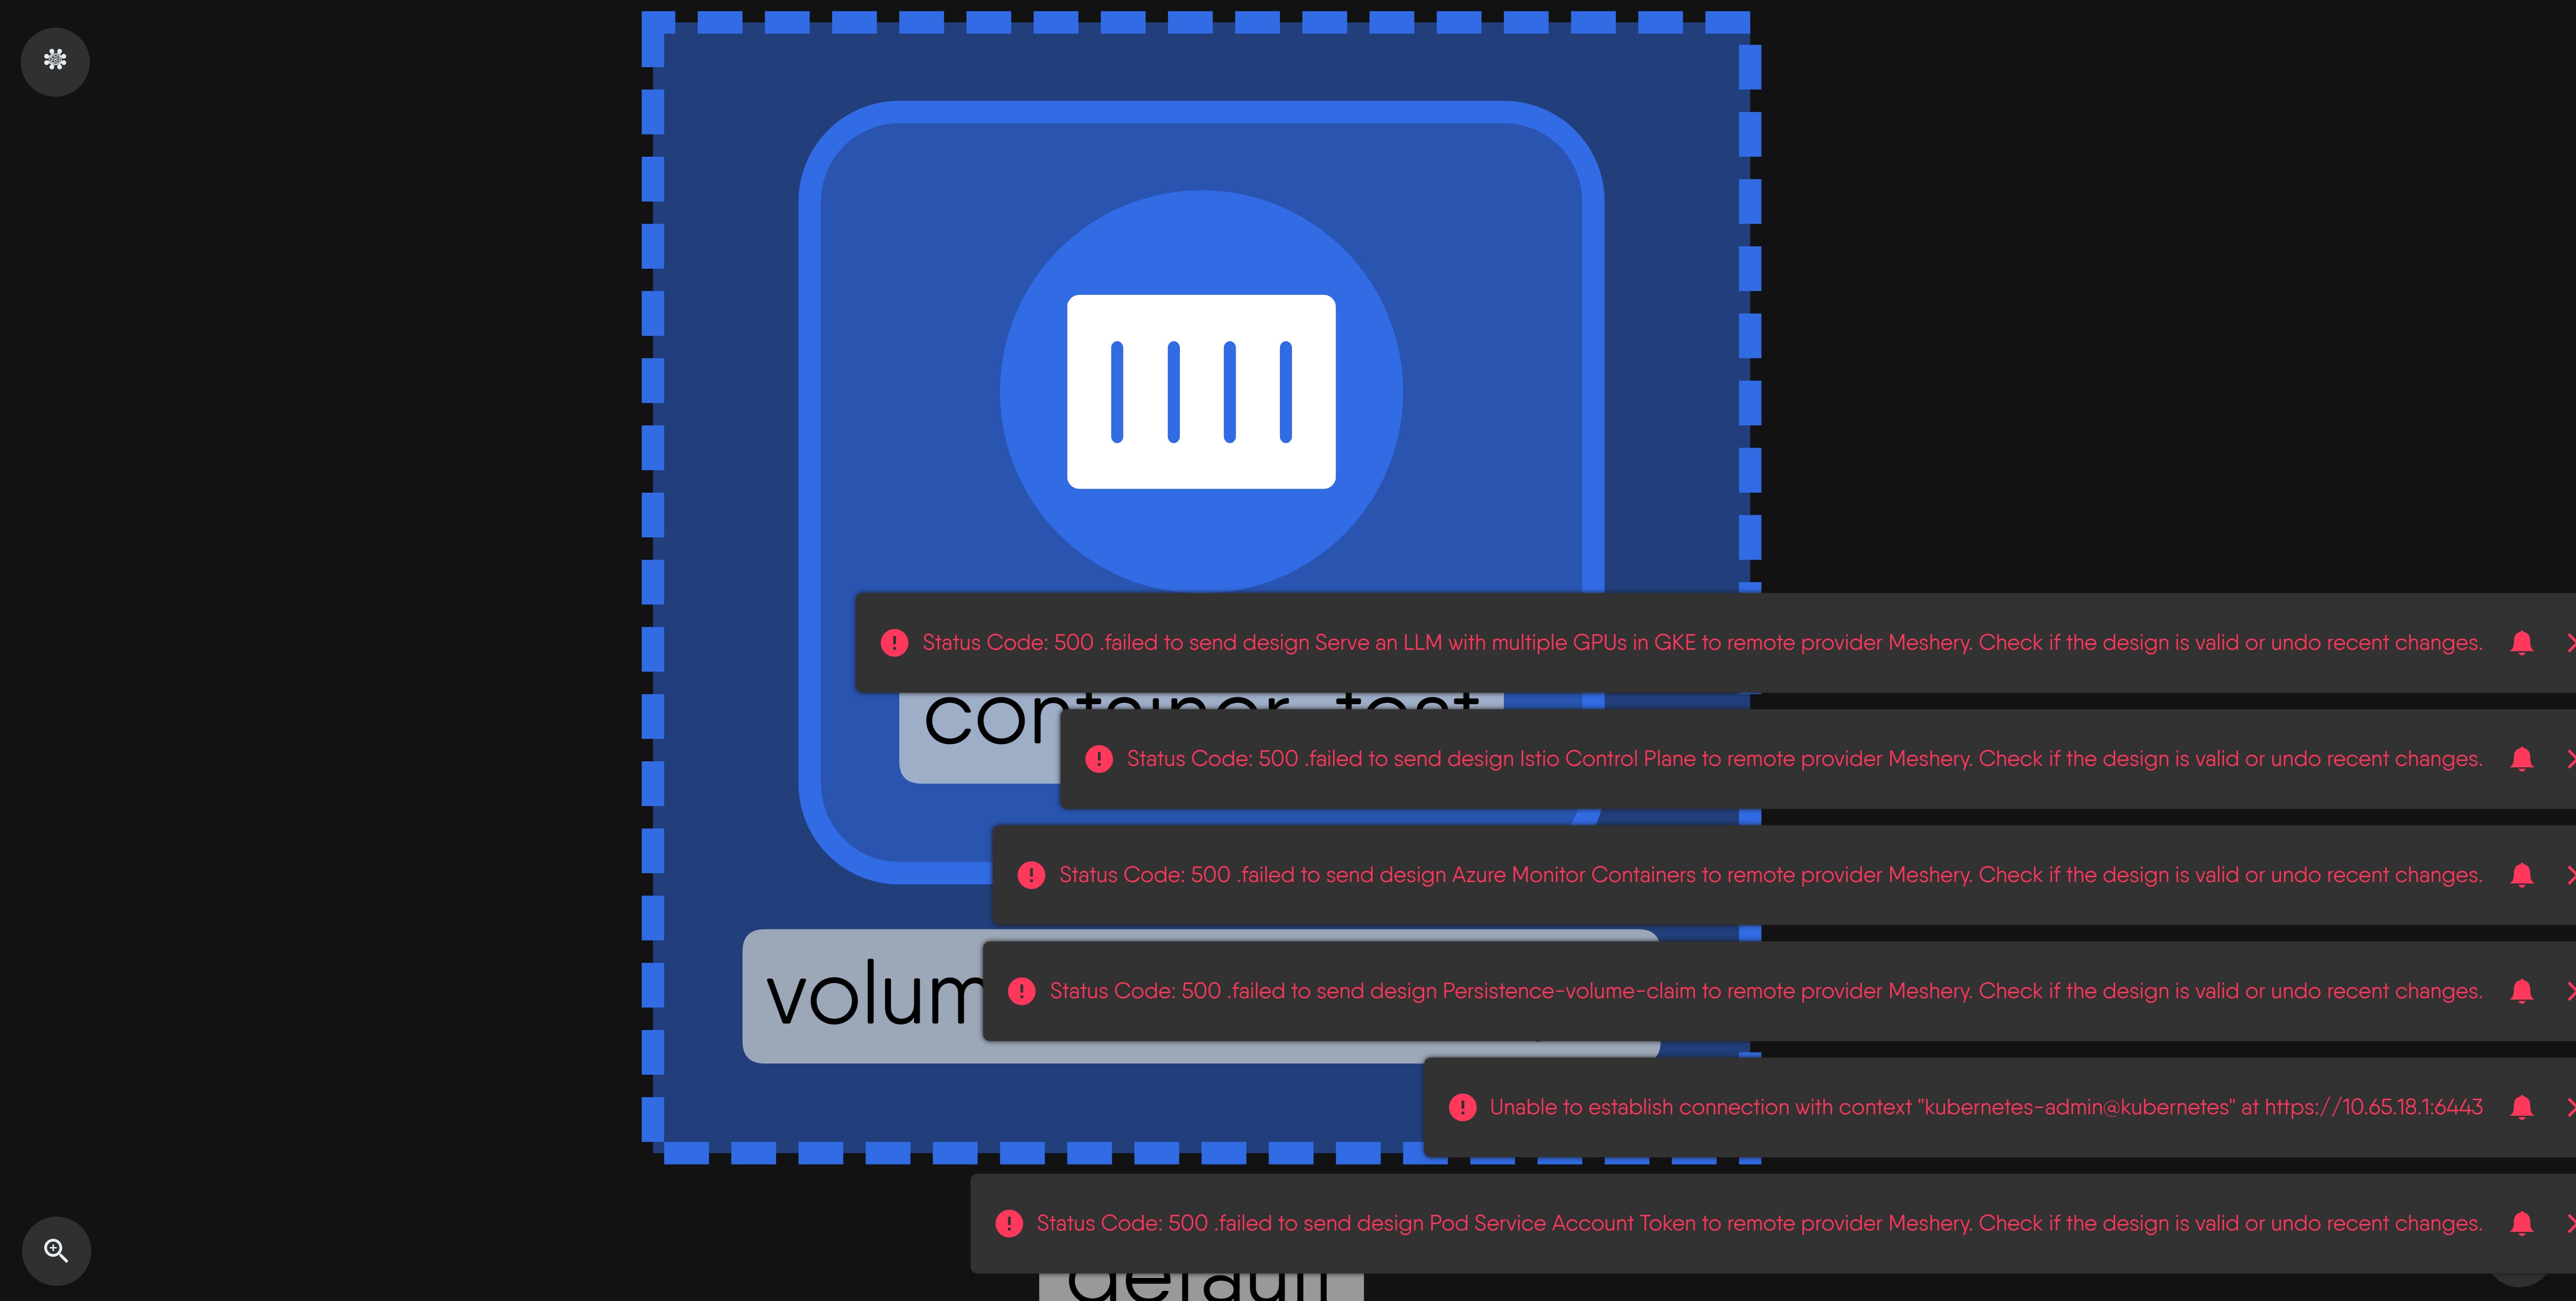 Status Code: 500 .failed to send design Serve an LLM with multiple GPUs in GKE to remote provider Meshery. Check if the design is valid or undo recent changes.
Status Code: 500 .failed to send design Istio Control Plane to remote provider Meshery. Check if the design is valid or undo recent changes.
Status Code: 500 .failed to send design Azure Monitor Containers to remote provider Meshery. Check if the design is valid or undo recent changes.
Status Code: 500 .failed to send design Persistence-volume-claim to remote provider Meshery. Check if the design is valid or undo recent changes.
Unable to establish connection with context "kubernetes-admin@kubernetes" at https://10.65.18.1:6443
Status Code: 500 .failed to send design Pod Service Account Token to remote provider Meshery. Check if the design is valid or undo recent changes.
default